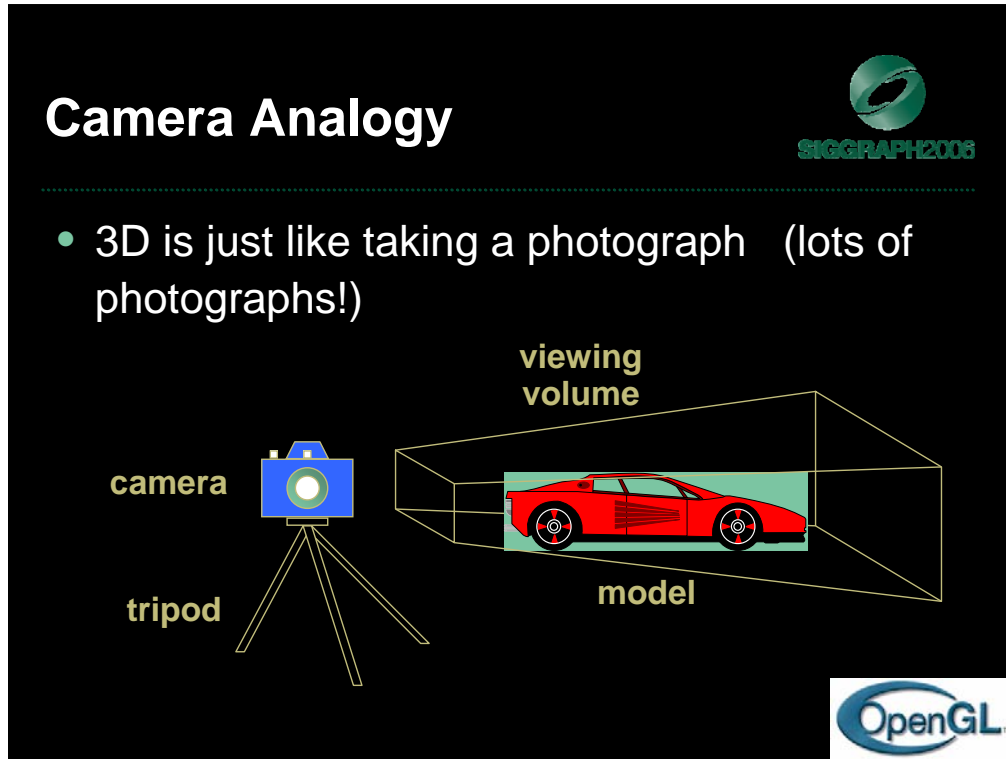 Camera Analogy
SIGGRAPH2006
• 3D is just like taking a photograph (lots of
photographs!)
viewing
volume
camera
tripod
model
OpenGL